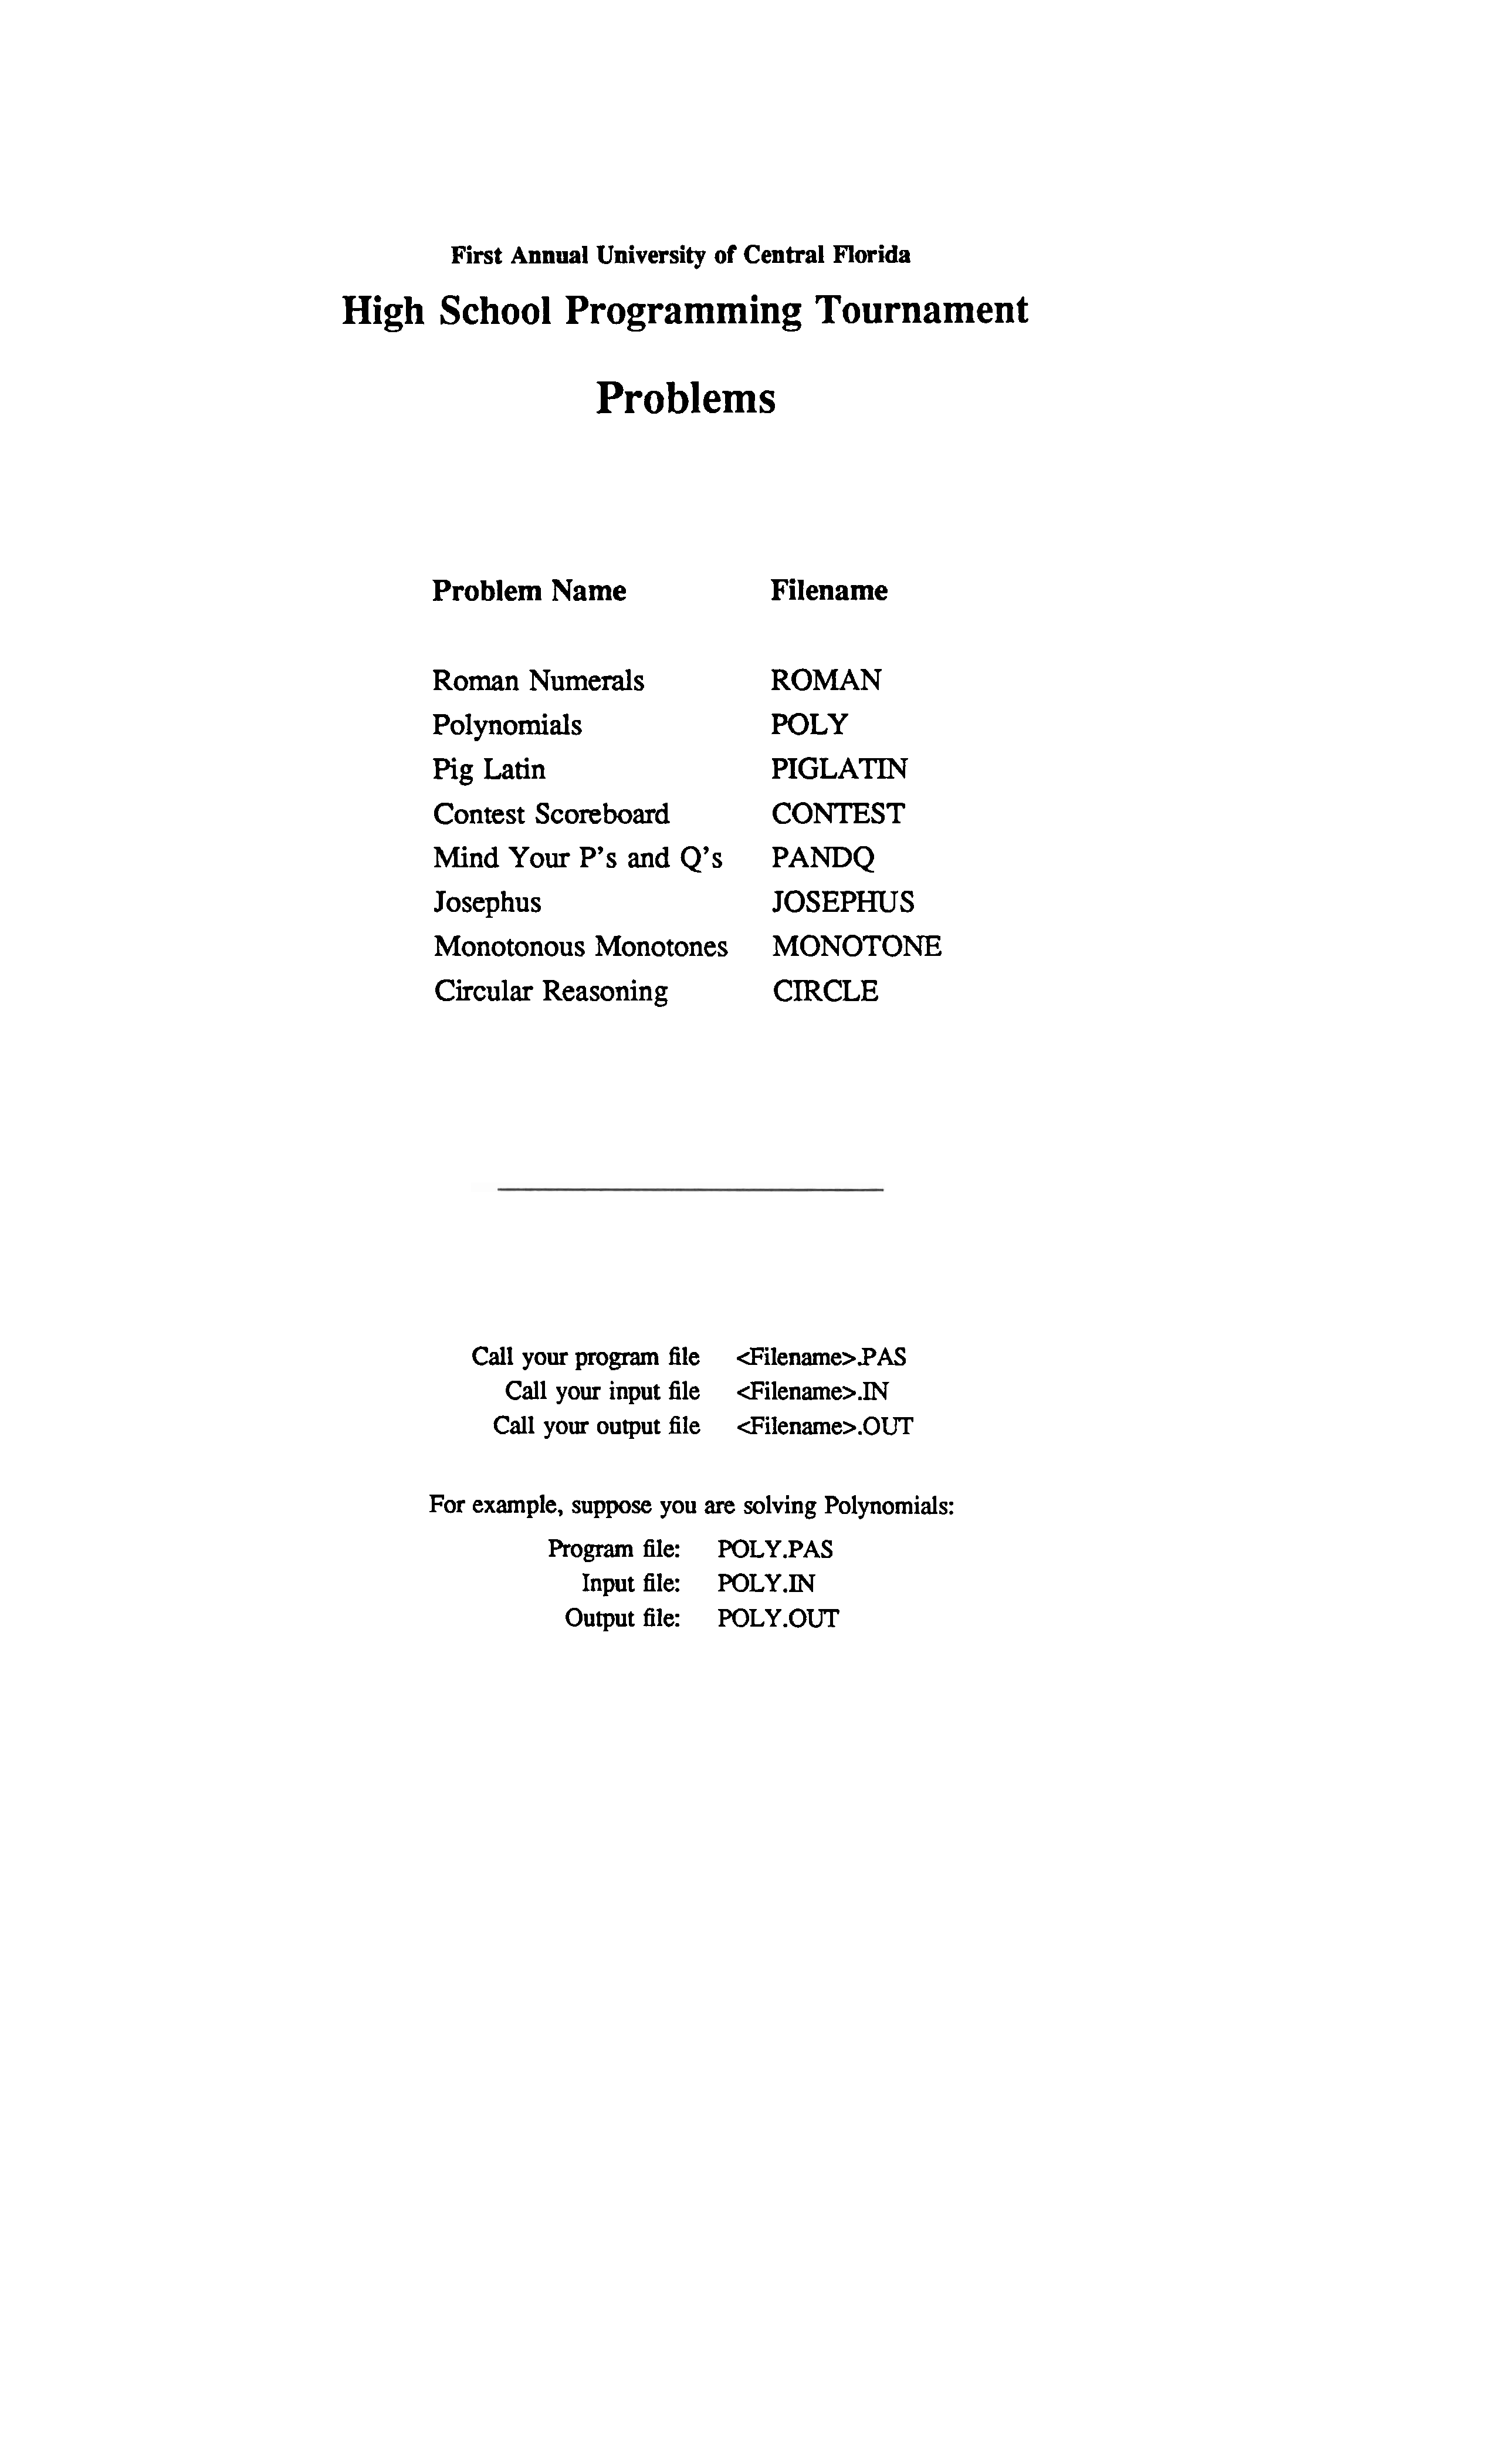 First Annual University of Central Florida
High School Programming Tournament
Problems
Problem Name Filename
Roman Numerals ROMAN
Polynomials POLY
Pig Latin PIGLATIN
Contest Scoreboard CONTEST
Mind Your P's and Q's PANDQ
Josephus JOSEPHUS
Monotonous Monotones MONOTONE
Circular Reasoning CIRCLE
Call your program file <Filename>.PAS
Call your input file <Filename>.IN
Call your output file <Filename>.OUT
For example, suppose you are solving Polynomials:
Program file: POLY.PAS
Input file: POLY.IN
Output file: POLY.OUT